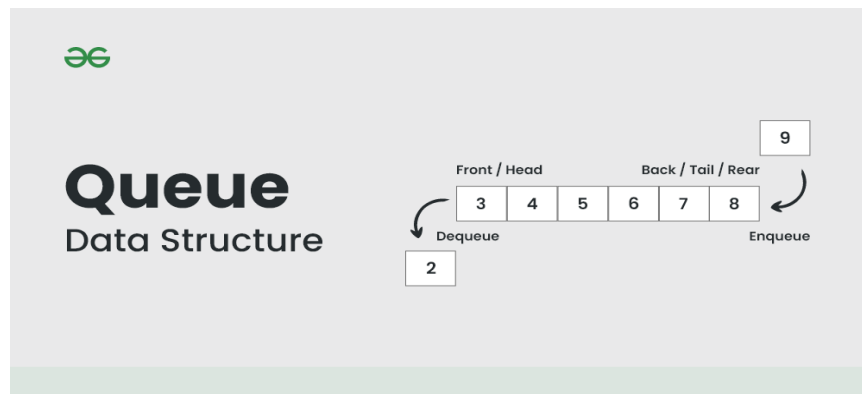 Queue
Data Structure
9
Front / Head Back / Tail / Rear
3 4 5 6 7 8
Dequeue Enqueue
2